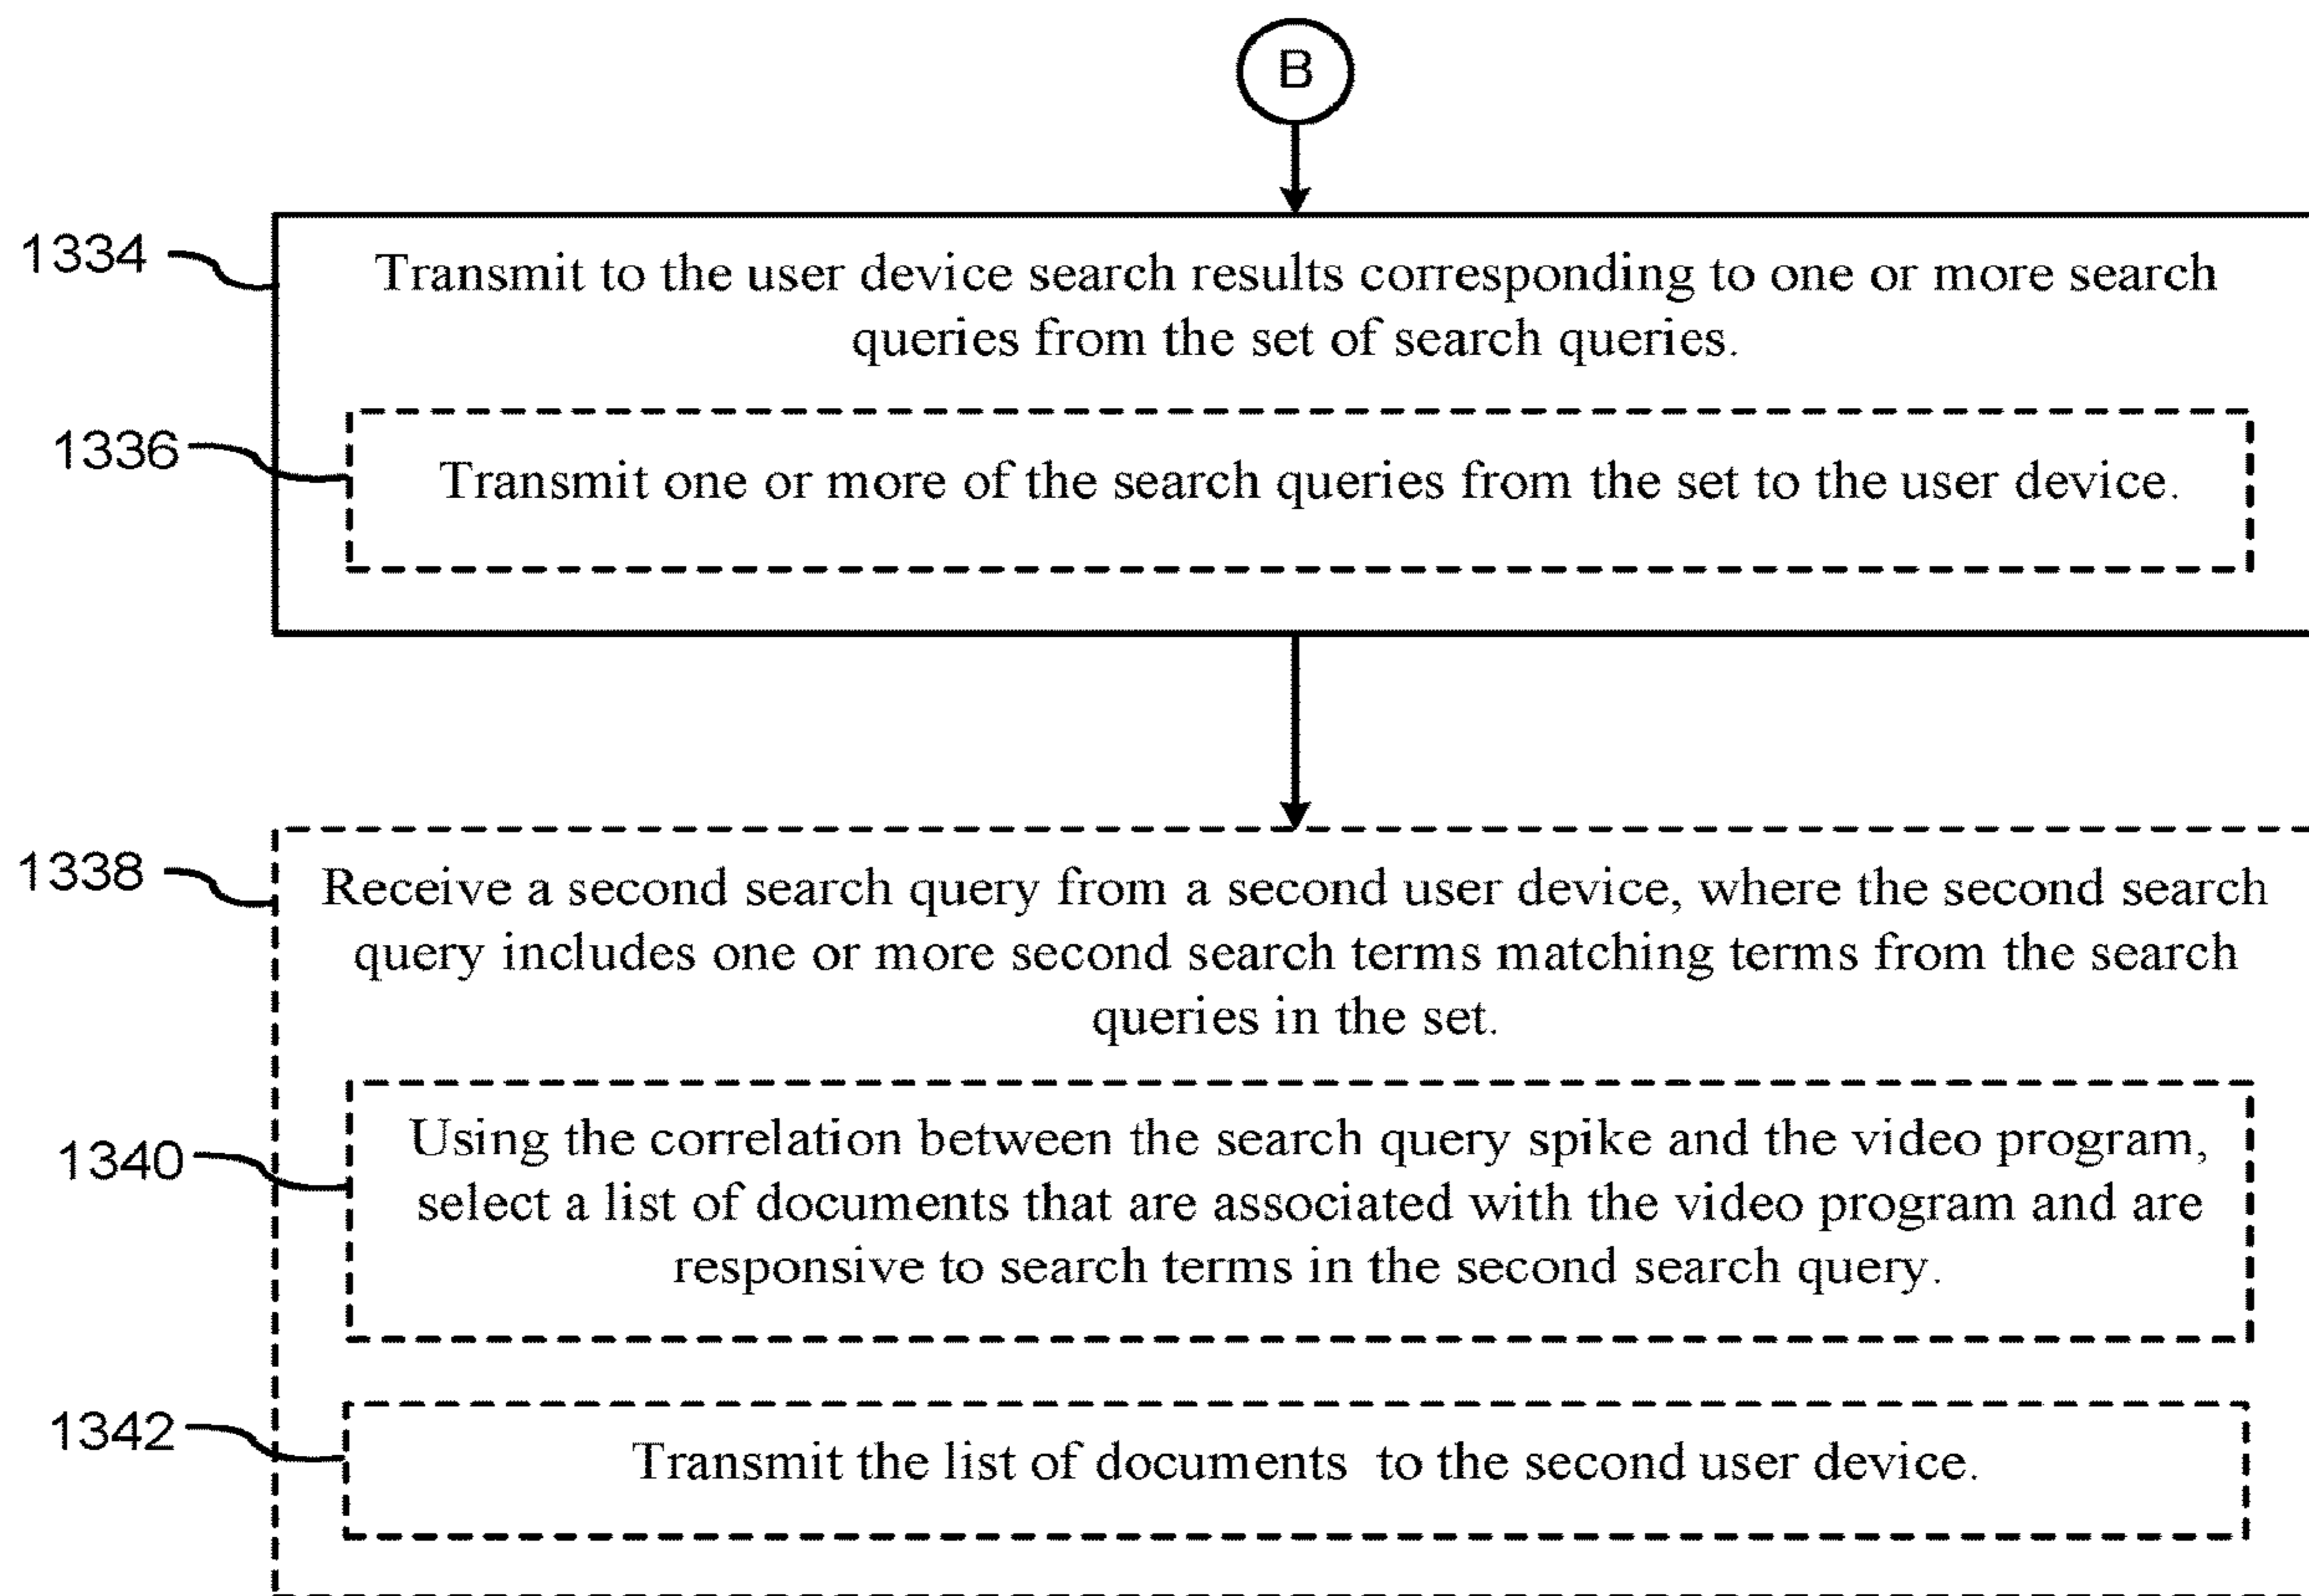 B
1334
Transmit to the user device search results corresponding to one or more search
queries from the set of search queries.
1336
Transmit one or more of the search queries from the set to the user device.
1338
Receive a second search query from a second user device, where the second search
query includes one or more second search terms matching terms from the search
queries in the set.
1340
Using the correlation between the search query spike and the video program,
select a list of documents that are associated with the video program and are
responsive to search terms in the second search query.
1342
Transmit the list of documents to the second user device.